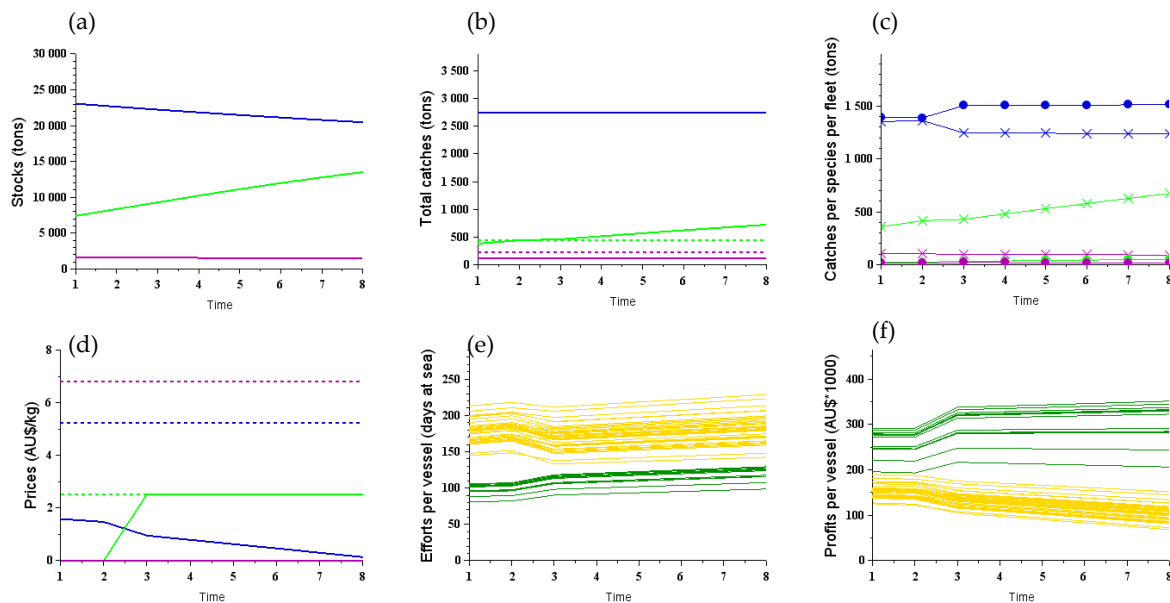 (a)
30 000
25 000
20 000
15 000
10 000
5 000
0
Stocks (tons)
1 2 3 4 5 6 7 8
Time
(b)
3 500
3 000
2 500
2 000
1 500
1 000
500
0
Total catches (tons)
1 2 3 4 5 6 7 8
Time
(c)
1 500
1 000
500
0
Catches per species per fleet (tons)
1 2 3 4 5 6 7 8
Time
(d)
8
6
4
2
0
Prices (AU$/kg)
1 2 3 4 5 6 7 8
Time
(e)
250
200
150
100
50
0
Efforts per vessel (days at sea)
1 2 3 4 5 6 7 8
Time
(f)
400
300
200
100
0
Profits per vessel (AU$*1000)
1 2 3 4 5 6 7 8
Time